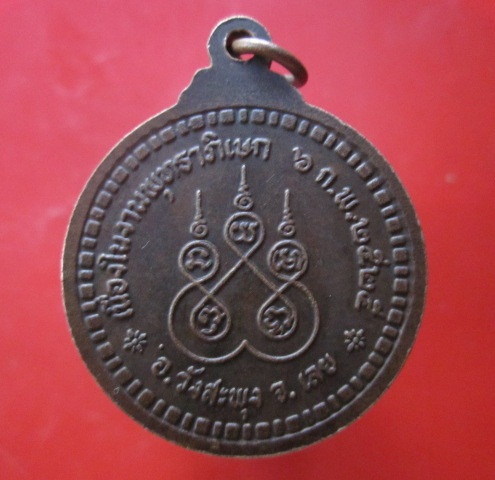 เนื่องในงานพุทธาภิเษก ๖ ก.พ.๒๕๒๕
อ.วังสะพุง จ.เลย